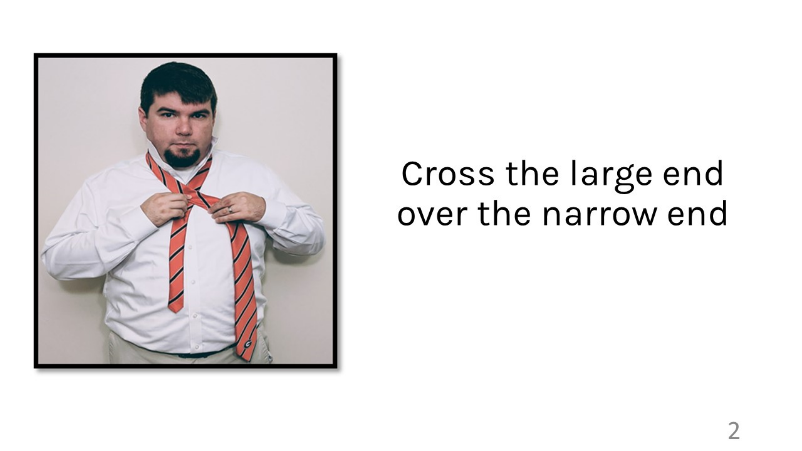 Cross the large end
over the narrow end
2